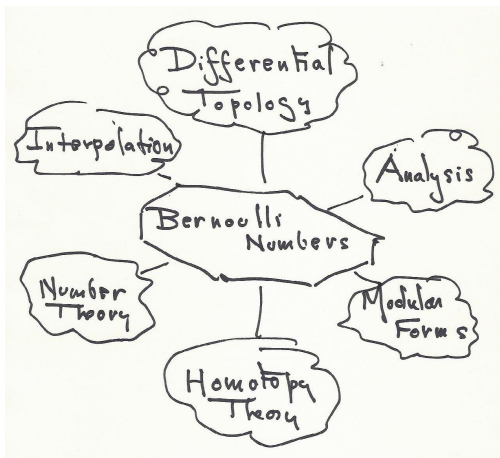 Differential
Topology
Interpolation
Analysis
Bernoulli
Numbers
Number
Theory
Modular
Forms
Homotopy
Theory